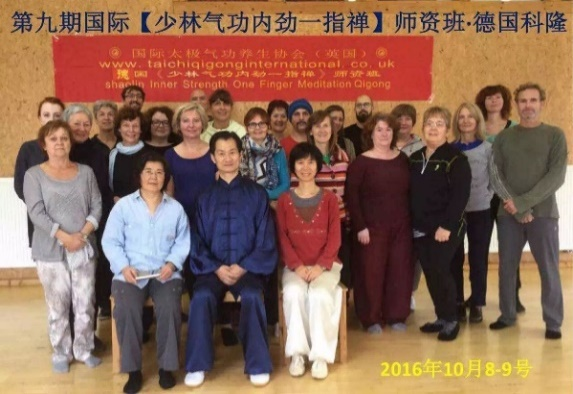 第九期国际【少林气功内劲一指禅】师资班·德国科隆
国际太极气功养生协会（英国）
www.taichiqigonginternational.co.uk
德国《少林气功内劲一指禅》师资班
shaolin Inner Strength One Finger Meditation Qigong
2016年10月8-9号